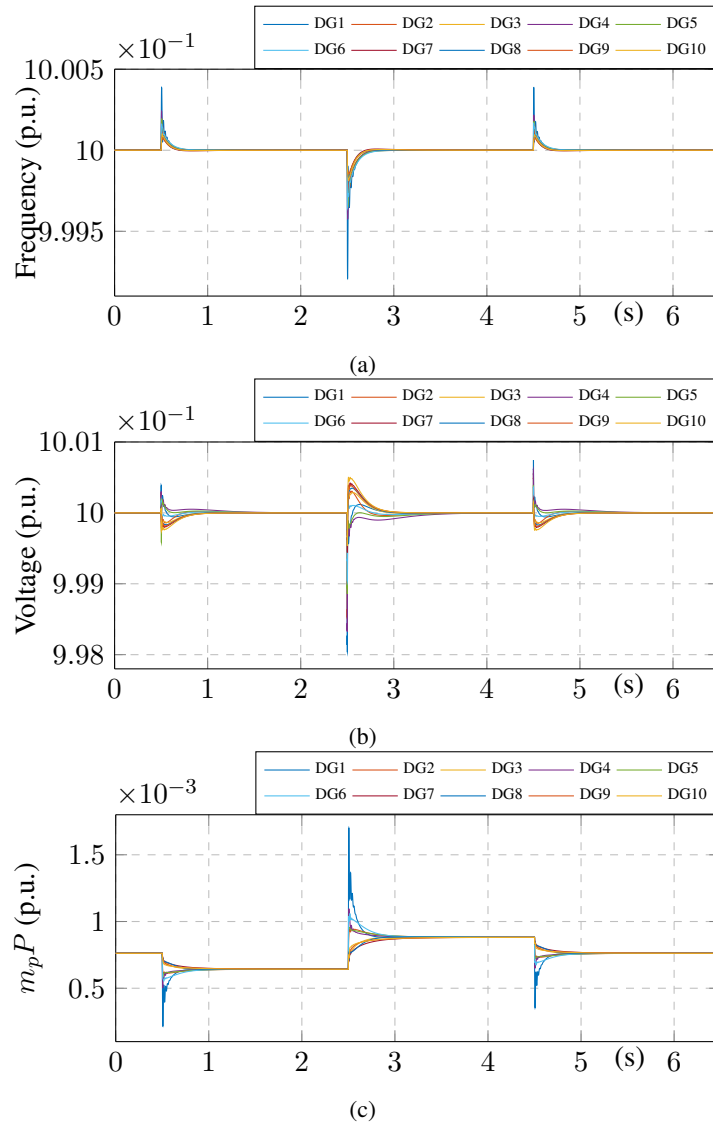 DG1 DG2 DG3 DG4 DG5
DG6 DG7 DG8 DG9 DG10
×10⁻¹
10.005
10
9.995
Frequency (p.u.)
0 1 2 3 4 5 (s) 6
(a)
DG1 DG2 DG3 DG4 DG5
DG6 DG7 DG8 DG9 DG10
×10⁻¹
10.01
10
9.99
9.98
Voltage (p.u.)
0 1 2 3 4 5 (s) 6
(b)
DG1 DG2 DG3 DG4 DG5
DG6 DG7 DG8 DG9 DG10
×10⁻³
1.5
1
0.5
mₚP (p.u.)
0 1 2 3 4 5 (s) 6
(c)